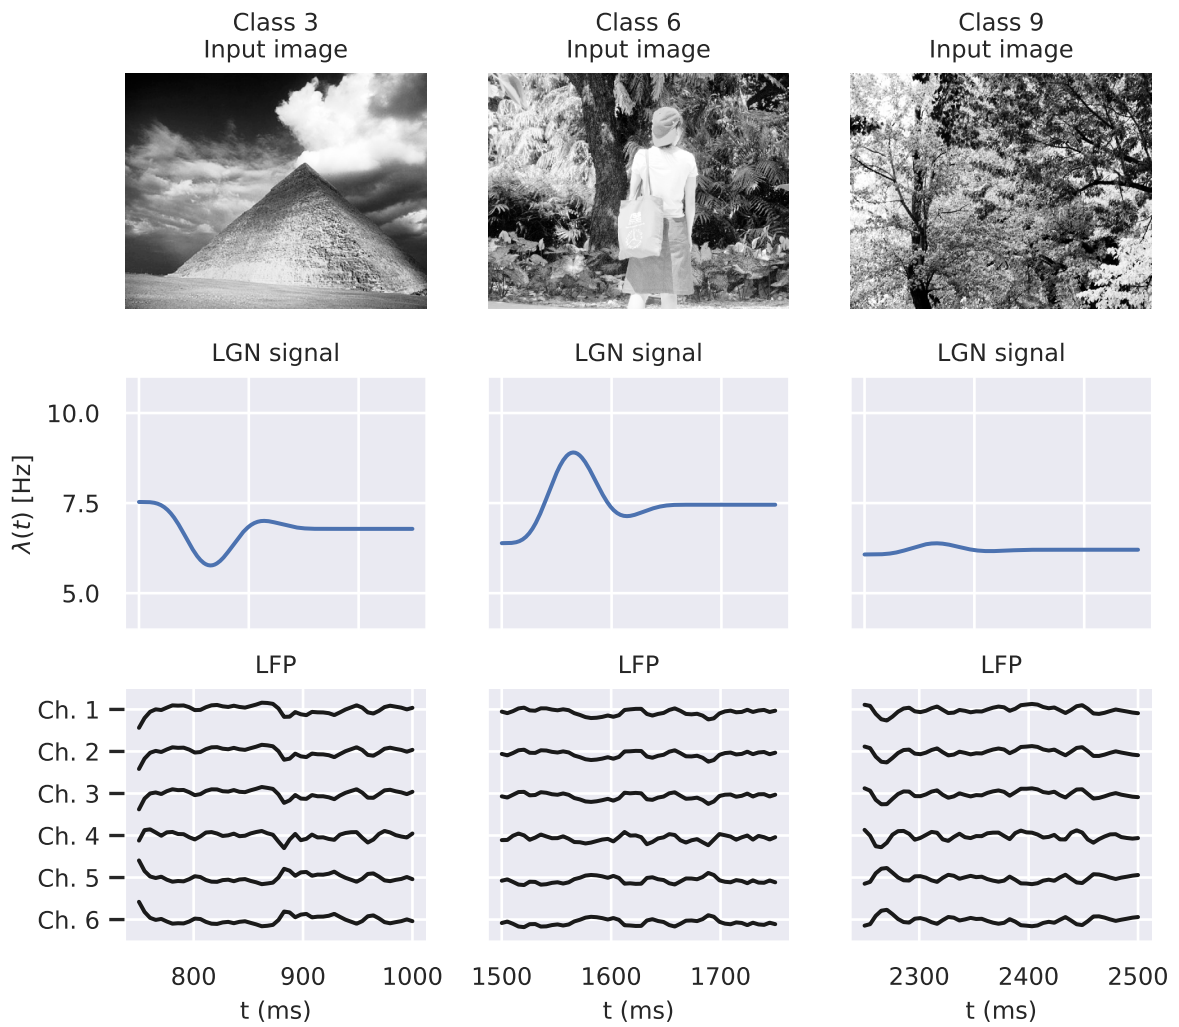 Class 3
Input image
Class 6
Input image
Class 9
Input image
LGN signal
LGN signal
LGN signal
10.0
7.5
5.0
λ(t) [Hz]
LFP
LFP
LFP
Ch. 1
Ch. 2
Ch. 3
Ch. 4
Ch. 5
Ch. 6
800 900 1000
1500 1600 1700
2300 2400 2500
t (ms)
t (ms)
t (ms)